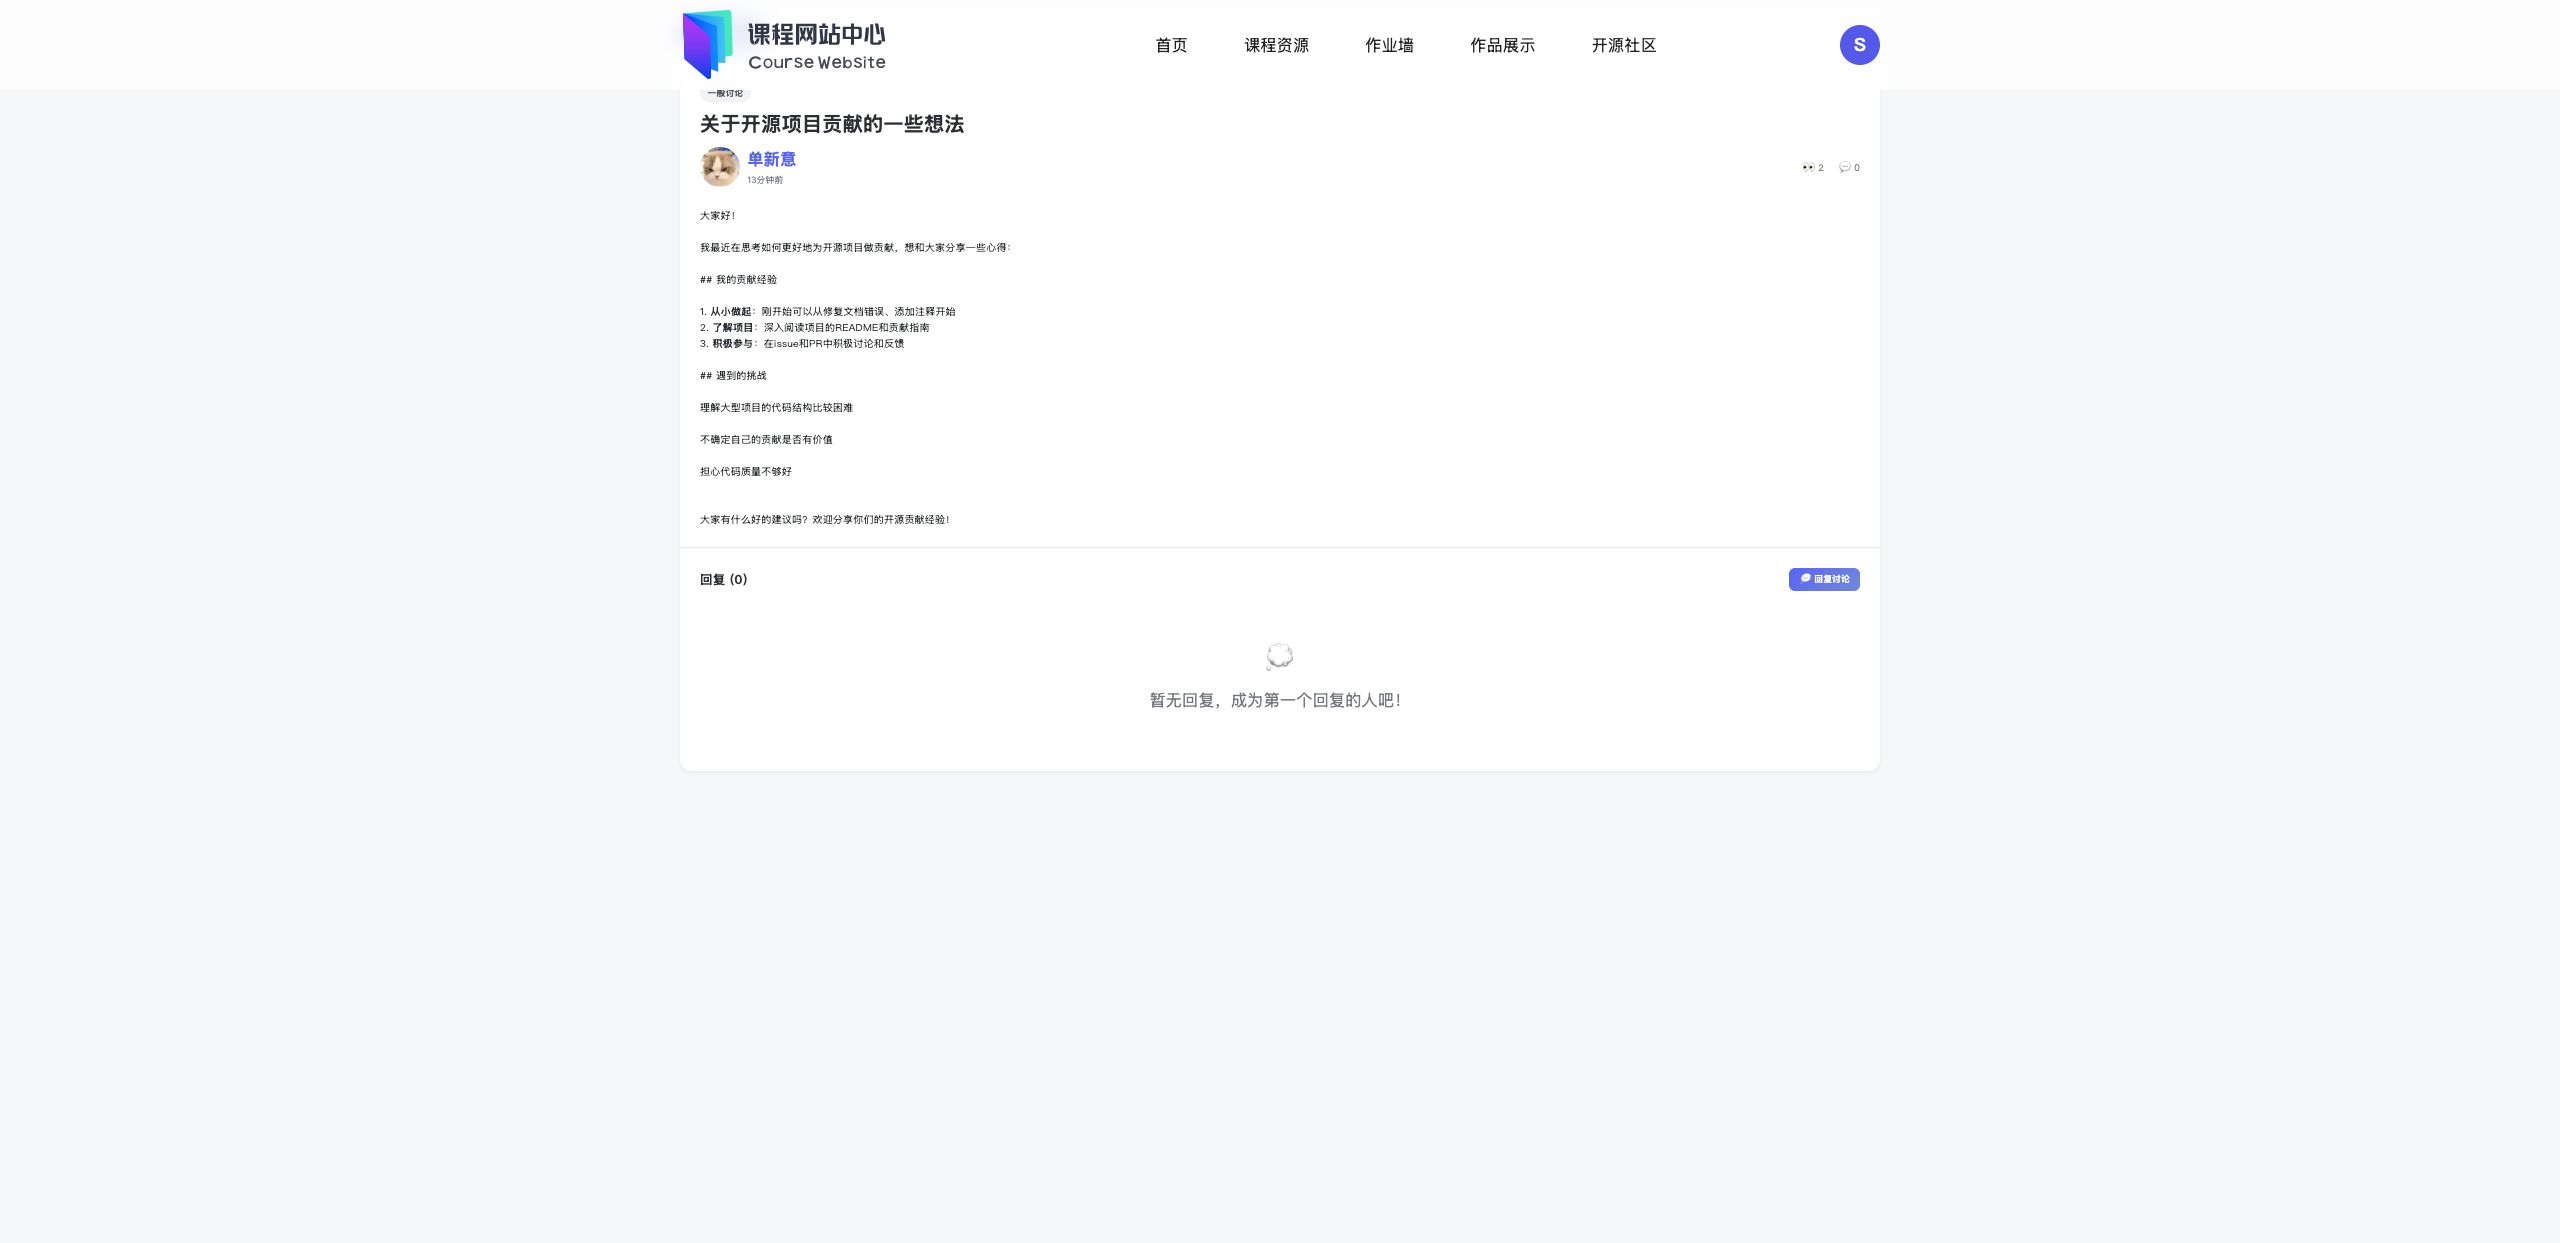 课程网站中心
Course Website
首页 课程资源 作业墙 作品展示 开源社区
S
一般讨论
关于开源项目贡献的一些想法
单新意
13分钟前
2 0
大家好！
我最近在思考如何更好地为开源项目做贡献，想和大家分享一些心得：
## 我的贡献经验
1. 从小做起：刚开始可以从修复文档错误、添加注释开始
2. 了解项目：深入阅读项目的README和贡献指南
3. 积极参与：在issue和PR中积极讨论和反馈
## 遇到的挑战
理解大型项目的代码结构比较困难
不确定自己的贡献是否有价值
担心代码质量不够好
大家有什么好的建议吗？欢迎分享你们的开源贡献经验！
回复 (0)
回复讨论
暂无回复，成为第一个回复的人吧！